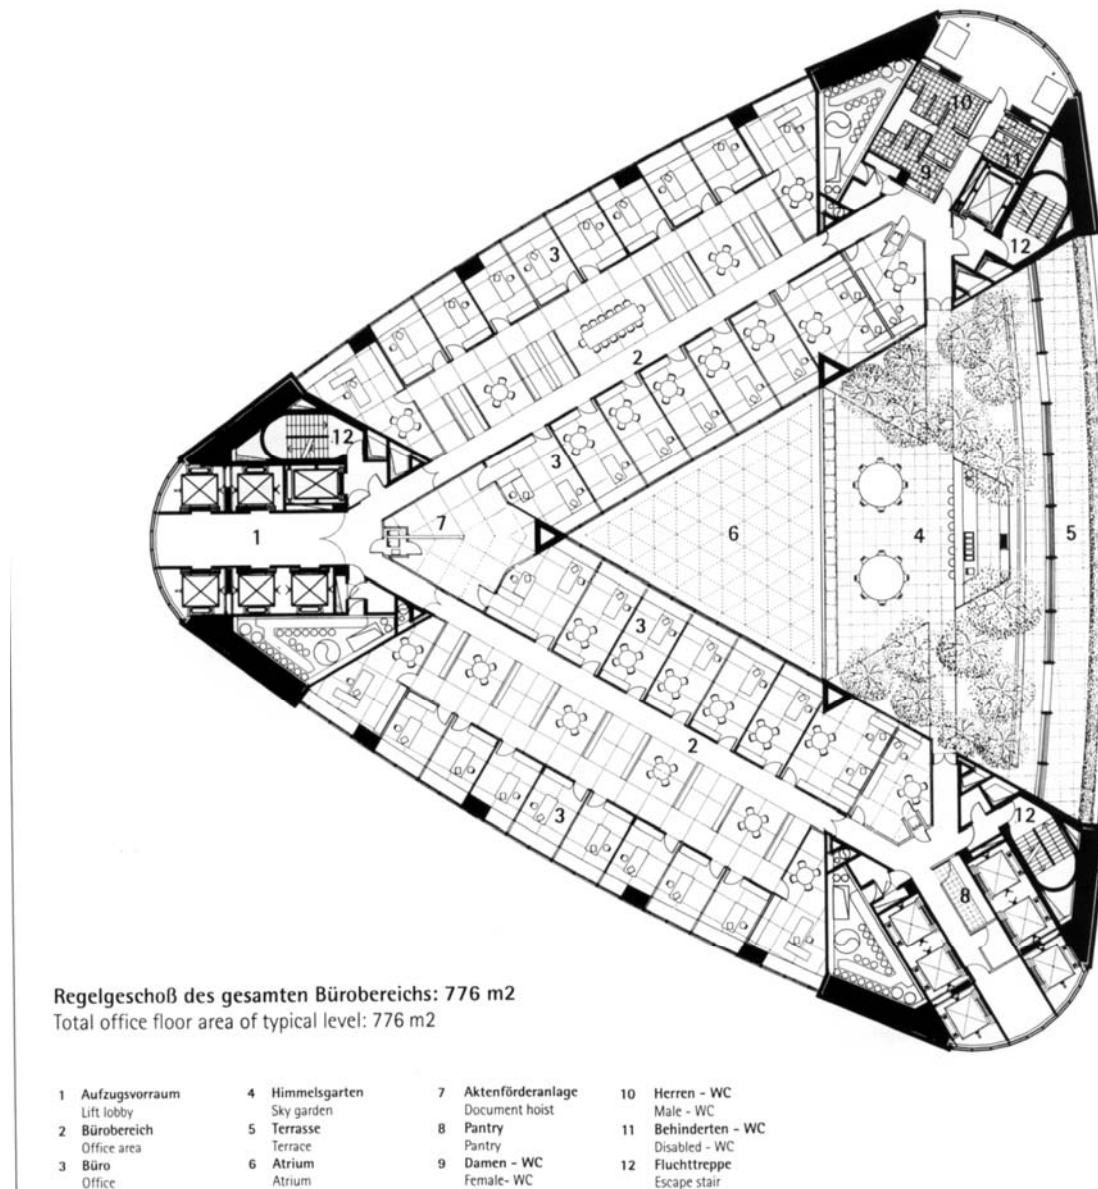 10
11
9
3
12
2
12
3
7
1
6
4
5
3
2
3
12
8
Regelgeschoß des gesamten Bürobereichs: 776 m2
Total office floor area of typical level: 776 m2
1 Aufzugsvorraum
Lift lobby
2 Bürobereich
Office area
3 Büro
Office
4 Himmelsgarten
Sky garden
5 Terrasse
Terrace
6 Atrium
Atrium
7 Aktenförderanlage
Document hoist
8 Pantry
Pantry
9 Damen - WC
Female- WC
10 Herren - WC
Male - WC
11 Behinderten - WC
Disabled - WC
12 Fluchttreppe
Escape stair